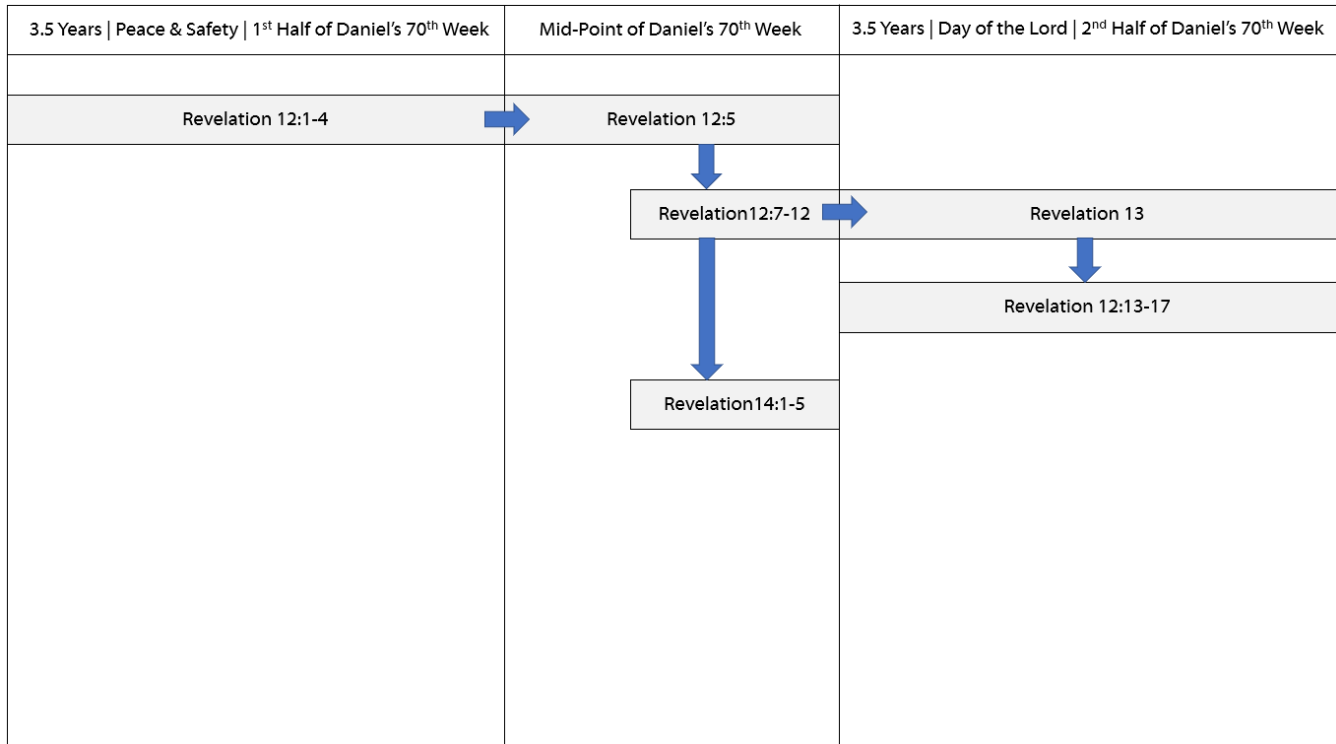 3.5 Years | Peace & Safety | 1st Half of Daniel’s 70th Week
Mid-Point of Daniel’s 70th Week
3.5 Years | Day of the Lord | 2nd Half of Daniel’s 70th Week
Revelation 12:1-4
Revelation 12:5
Revelation12:7-12
Revelation 13
Revelation 12:13-17
Revelation14:1-5